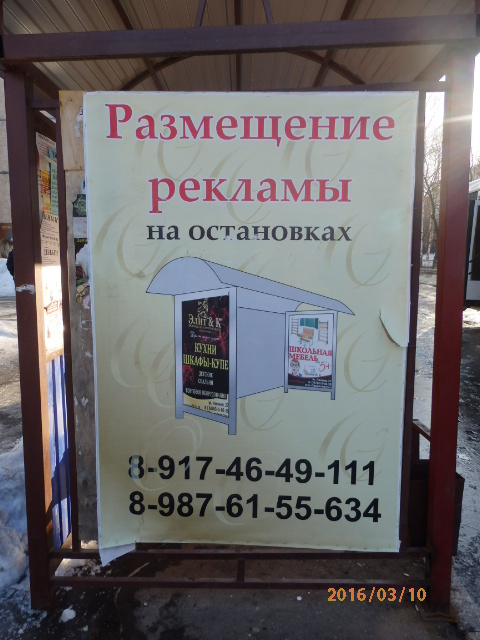 Размещение
рекламы
на остановках
Элит & К
КУХНИ
ШКАФЫ-КУПЕ
ШКОЛЬНАЯ
МЕБЕЛЬ
8-917-46-49-111
8-987-61-55-634
2016/03/10